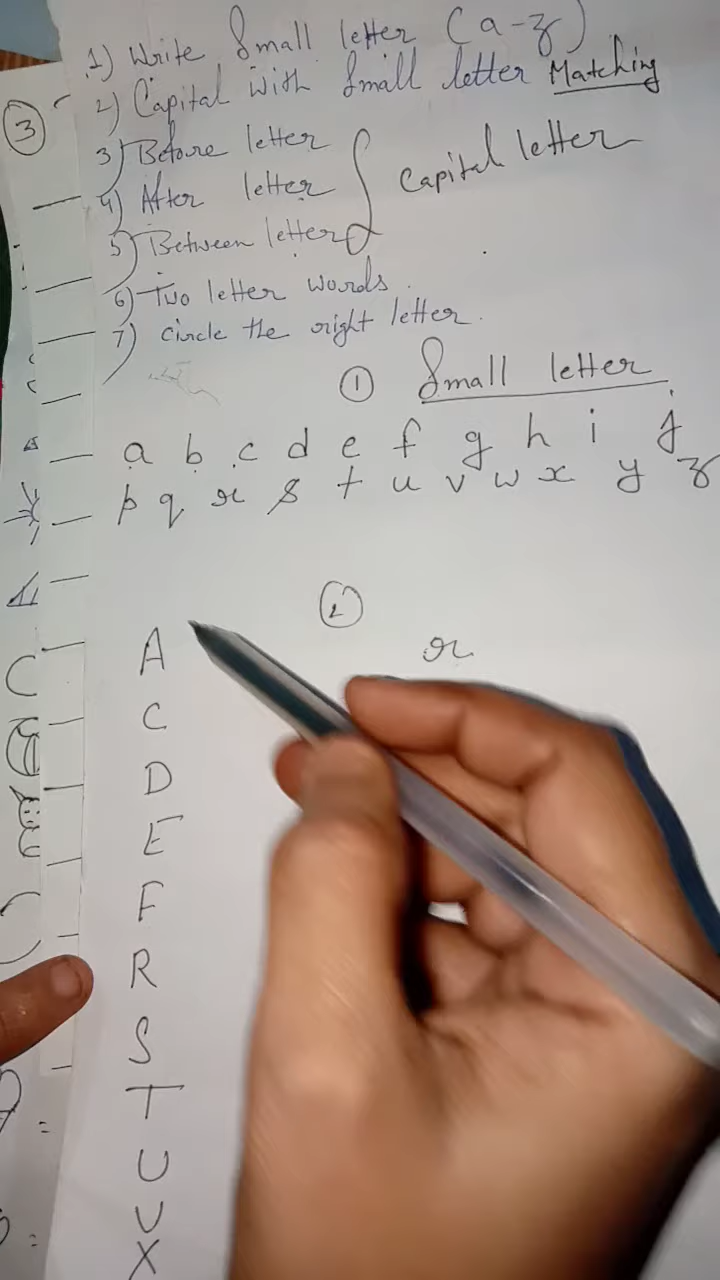 1) Write Small letter (a-z)
2) Capital with Small letter Matching
3) Before letter
4) After letter } Capital letter
5) Between letter
6) Two letter words.
7) circle the right letter.
3
① Small letter
a b c d e f g h i j
p q r s t u v w x y z
②
A r
C
D
E
F
R
S
T
U
V
X